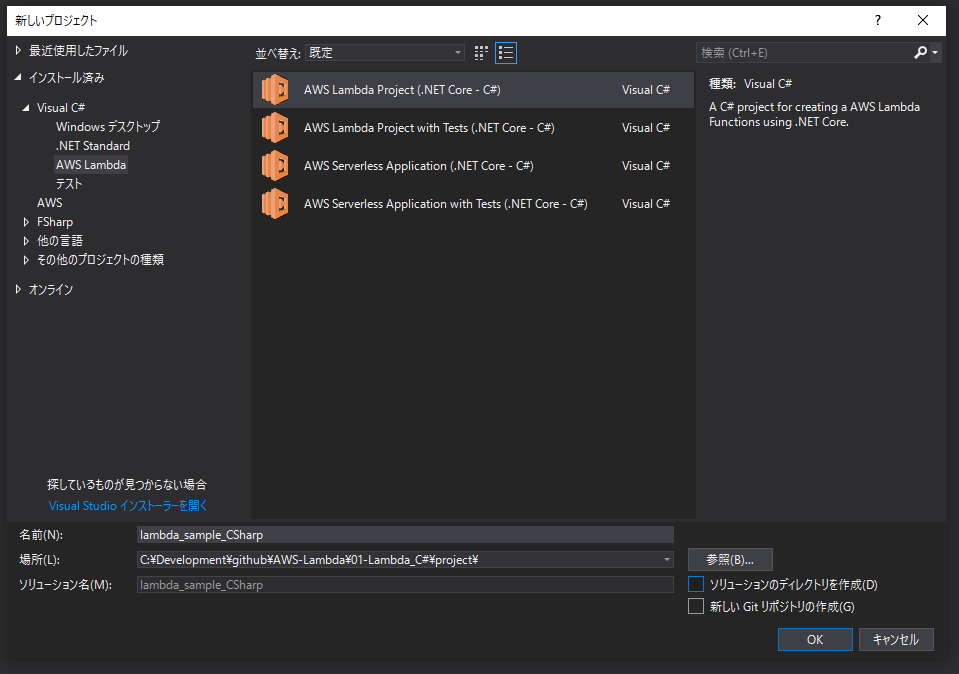 新しいプロジェクト
?
最近使用したファイル
インストール済み
Visual C#
Windows デスクトップ
.NET Standard
AWS Lambda
テスト
AWS
FSharp
他の言語
その他のプロジェクトの種類
オンライン
探しているものが見つからない場合
Visual Studio インストーラーを開く
並べ替え: 既定
AWS Lambda Project (.NET Core - C#) Visual C#
AWS Lambda Project with Tests (.NET Core - C#) Visual C#
AWS Serverless Application (.NET Core - C#) Visual C#
AWS Serverless Application with Tests (.NET Core - C#) Visual C#
検索 (Ctrl+E)
種類: Visual C#
A C# project for creating a AWS Lambda
Functions using .NET Core.
名前(N): lambda_sample_CSharp
場所(L): C:¥Development¥github¥AWS-Lambda¥01-Lambda_C#¥project¥
参照(B)...
ソリューション名(M): lambda_sample_CSharp
ソリューションのディレクトリを作成(D)
新しい Git リポジトリの作成(G)
OK キャンセル